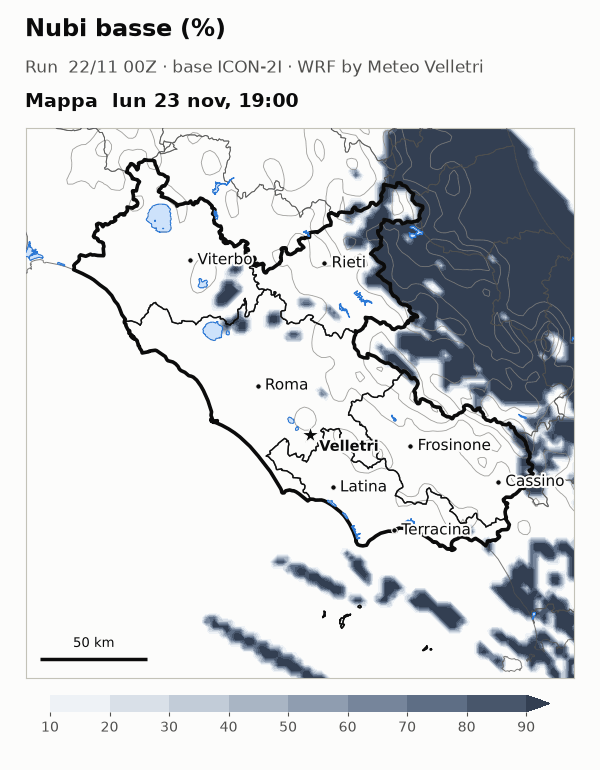 Nubi basse (%)
Run  22/11 00Z · base ICON-2I · WRF by Meteo Velletri
Mappa  lun 23 nov, 19:00
Viterbo
Rieti
Roma
Velletri
Frosinone
Latina
Cassino
Terracina
50 km
10 20 30 40 50 60 70 80 90